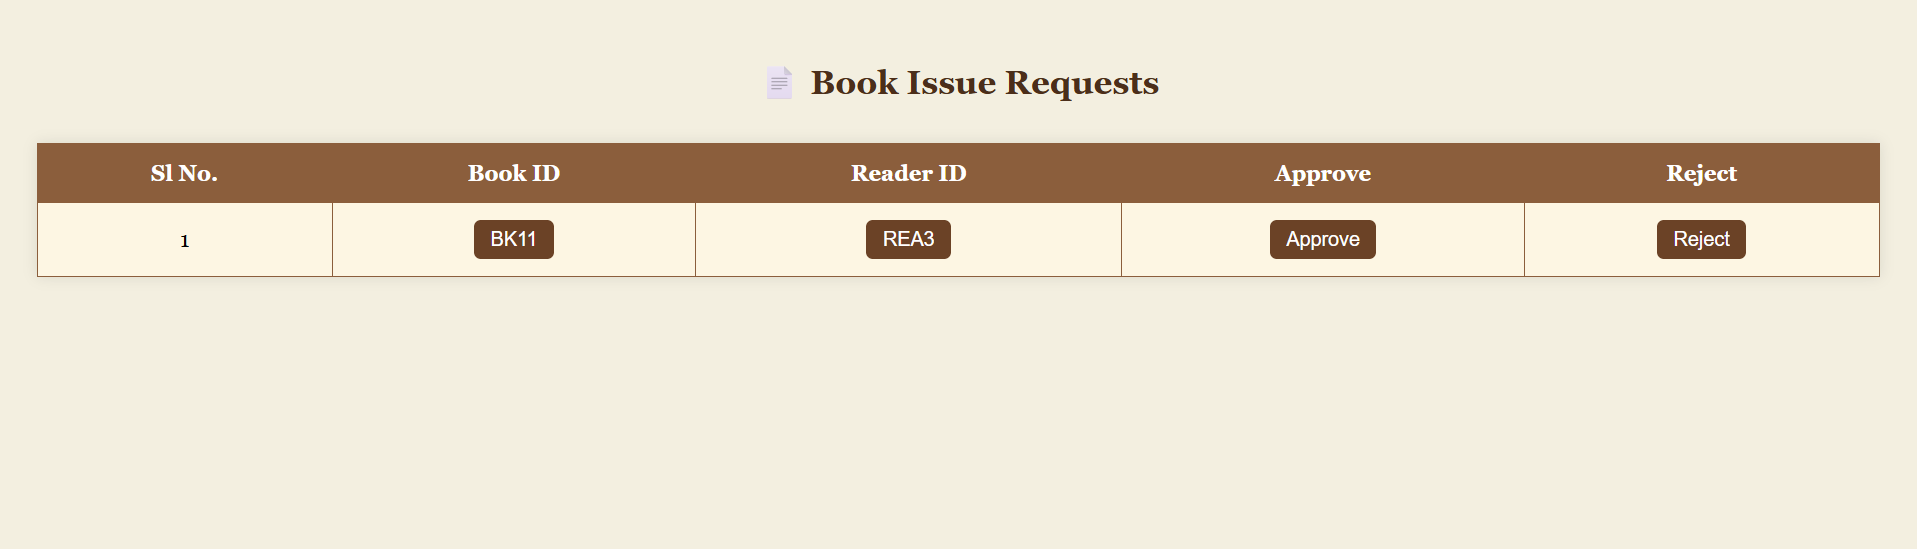 Book Issue Requests
Sl No. Book ID Reader ID Approve Reject
1 BK11 REA3 Approve Reject